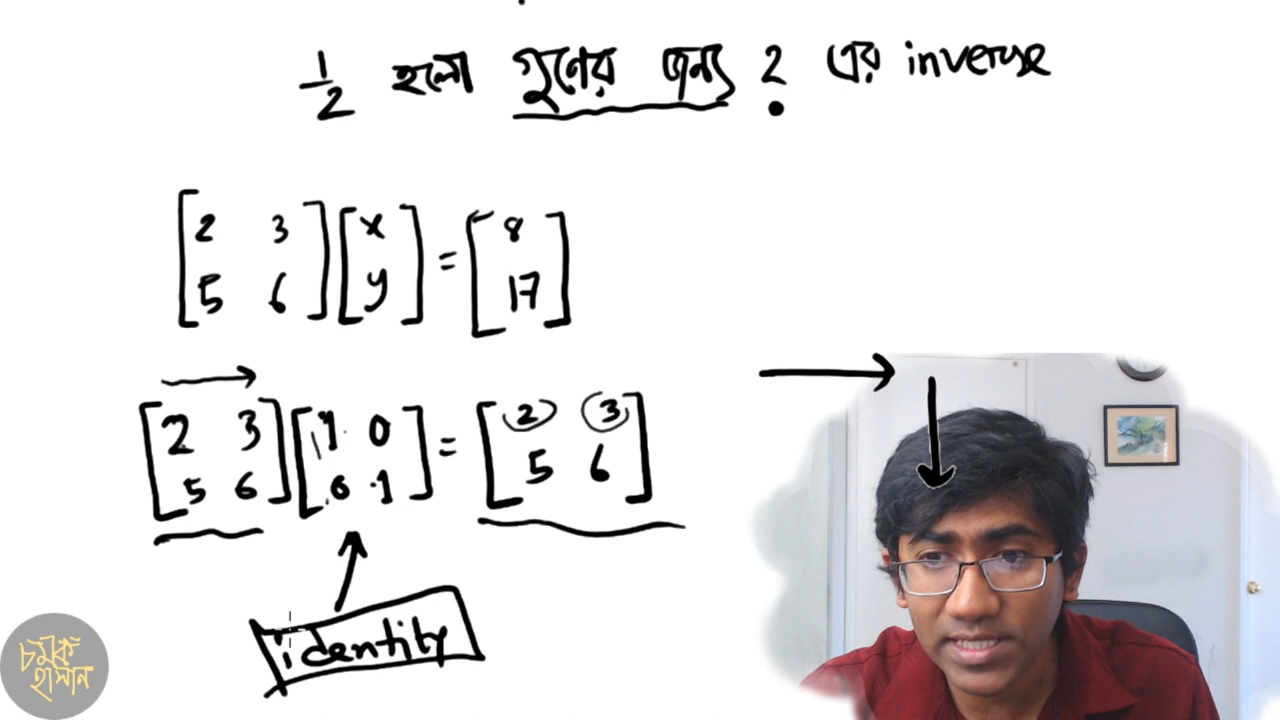 1/2 হলো গুণের জন্য 2 এর inverse
[2 3; 5 6] [x; y] = [8; 17]
[2 3; 5 6] [1 0; 0 1] = [2 3; 5 6]
identity
চমক
হাসান